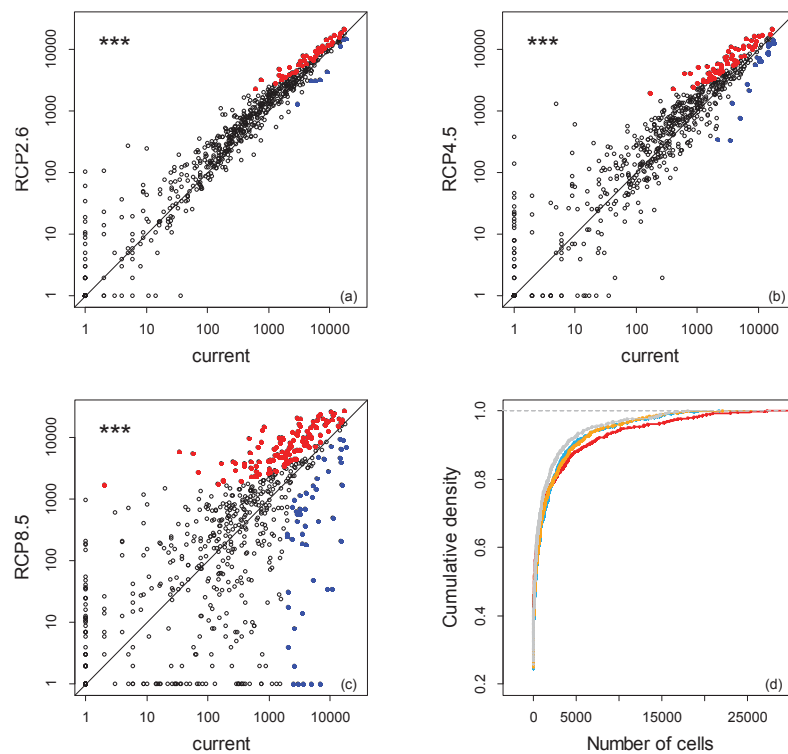 ***
RCP2.6
10000
1000
100
10
1
(a)
1 10 100 1000 10000
current
***
RCP4.5
10000
1000
100
10
1
(b)
1 10 100 1000 10000
current
***
RCP8.5
10000
1000
100
10
1
(c)
1 10 100 1000 10000
current
Cumulative density
1.0
0.8
0.6
0.4
0.2
(d)
0 5000 15000 25000
Number of cells